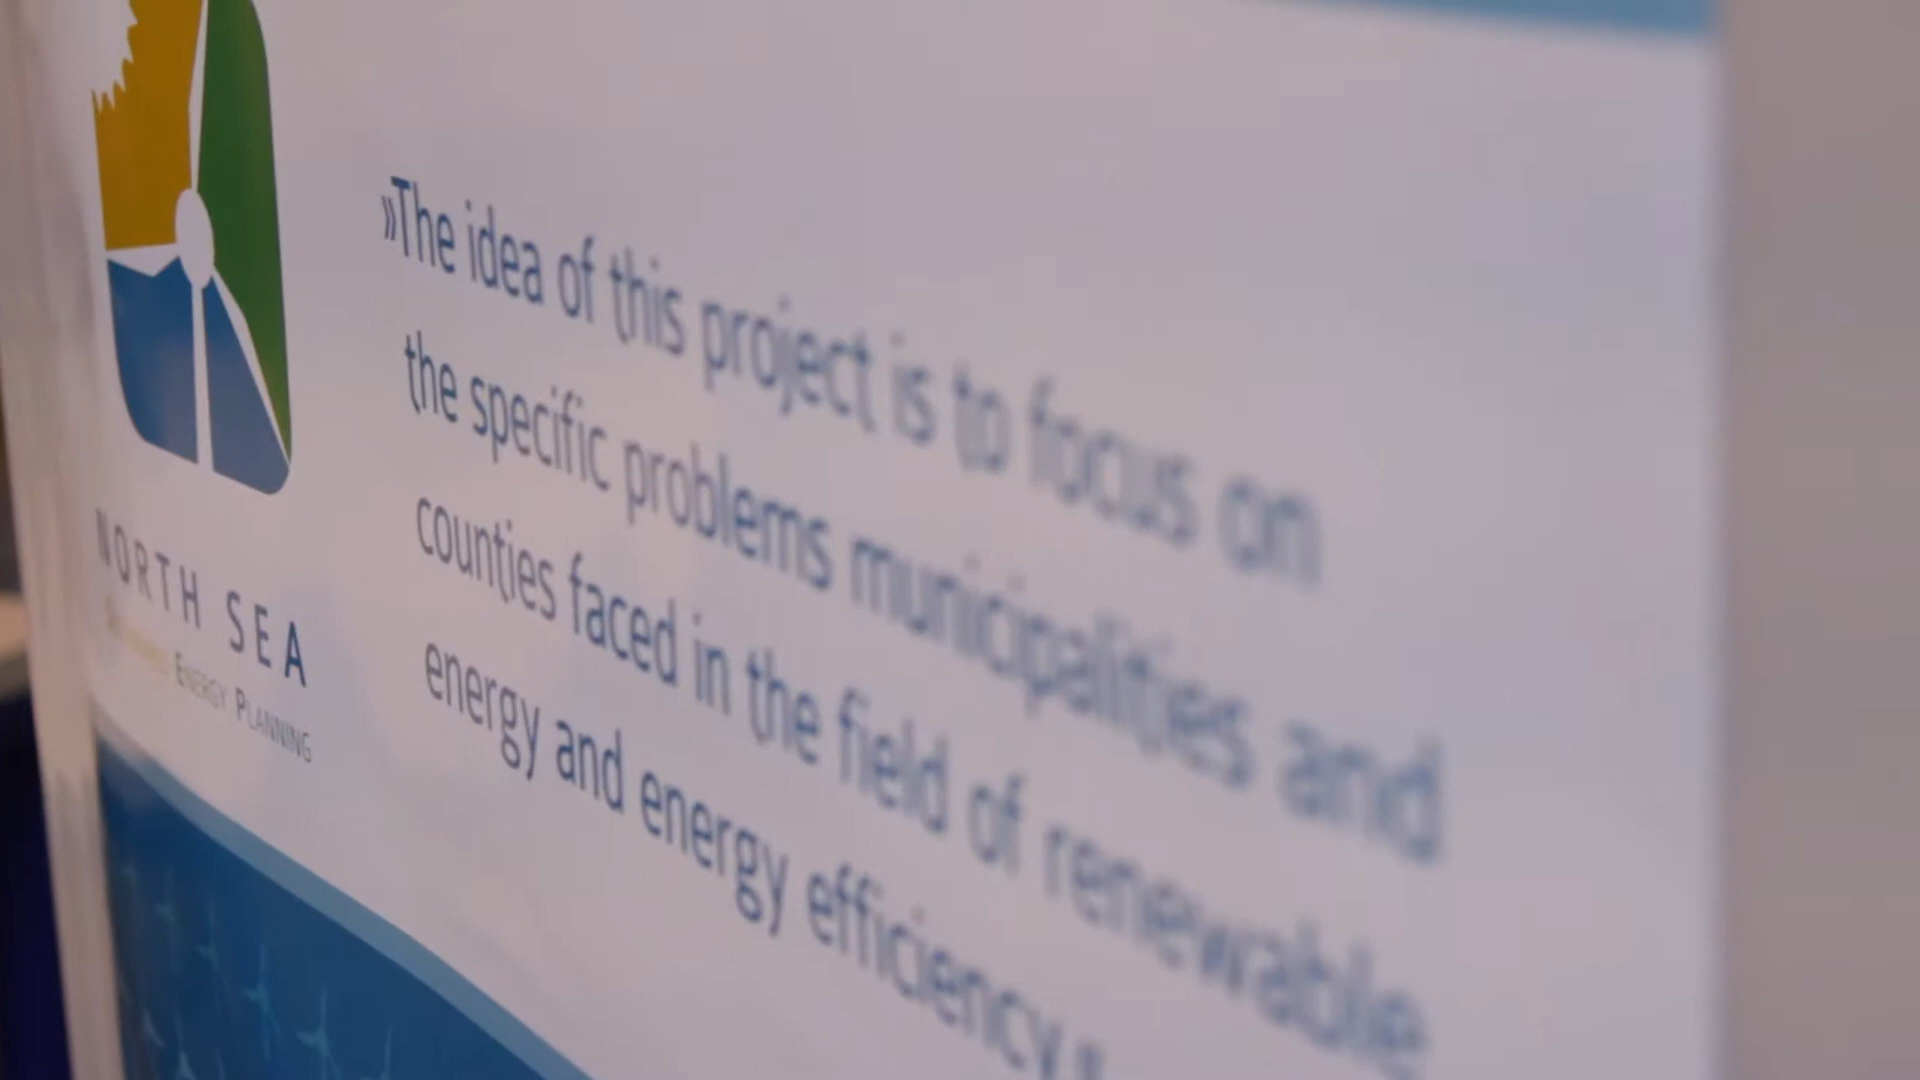 »The idea of this project is to focus on
the specific problems municipalities and
counties faced in the field of renewable
energy and energy efficiency.«
NORTH SEA
ENERGY PLANNING